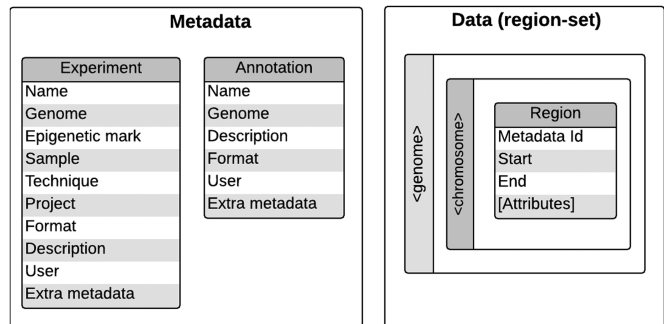 Metadata
Experiment
Name
Genome
Epigenetic mark
Sample
Technique
Project
Format
Description
User
Extra metadata
Annotation
Name
Genome
Description
Format
User
Extra metadata
Data (region-set)
<genome>
<chromosome>
Region
Metadata Id
Start
End
[Attributes]